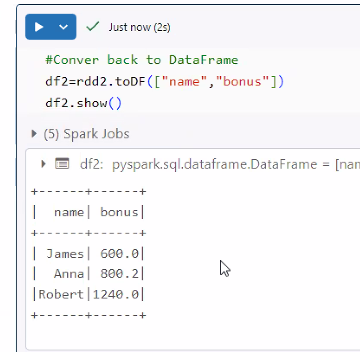 Just now (2s)
#Conver back to DataFrame
df2=rdd2.toDF(["name","bonus"])
df2.show()
(5) Spark Jobs
df2: pyspark.sql.dataframe.DataFrame = [nar
+------+------+
|  name| bonus|
+------+------+
| James| 600.0|
|  Anna| 800.2|
|Robert|1240.0|
+------+------+